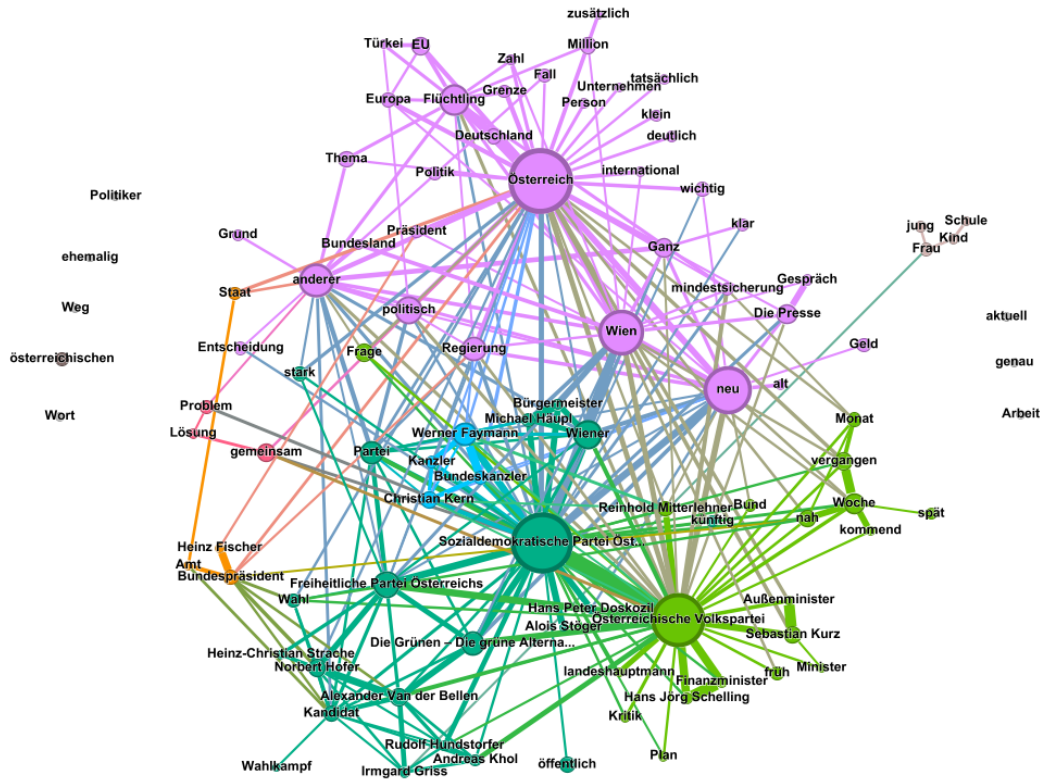 zusätzlich
Türkei
EU
Million
Zahl
Fall
tatsächlich
Europa
Flüchtling
Grenze
Unternehmen
Person
klein
Deutschland
deutlich
Thema
Politik
Österreich
international
wichtig
Politiker
Grund
Bundesland
Präsident
Ganz
klar
jung
Schule
Kind
Frau
ehemalig
anderer
Staat
mindestsicherung
Gespräch
Weg
politisch
Die Presse
aktuell
Wien
österreichischen
Entscheidung
Frage
Regierung
Geld
genau
stark
neu
alt
Wort
Problem
Bürgermeister
Michael Häupl
Arbeit
Lösung
Werner Faymann
Wiener
Monat
gemeinsam
Partei
Kanzler
Bundeskanzler
vergangen
Christian Kern
Reinhold Mitterlehner
Bund
Woche
spät
künftig
nah
kommend
Heinz Fischer
Sozialdemokratische Partei Öst...
Amt
Bundespräsident
Freiheitliche Partei Österreichs
Wahl
Hans Peter Doskozil
Außenminister
Alois Stöger
Österreichische Volkspartei
Sebastian Kurz
Die Grünen – Die grüne Alterna...
Heinz-Christian Strache
Norbert Hofer
landeshauptmann
Finanzminister
früh
Minister
Alexander Van der Bellen
Hans Jörg Schelling
Kandidat
Kritik
Rudolf Hundstorfer
Andreas Khol
Plan
Wahlkampf
Irmgard Griss
öffentlich